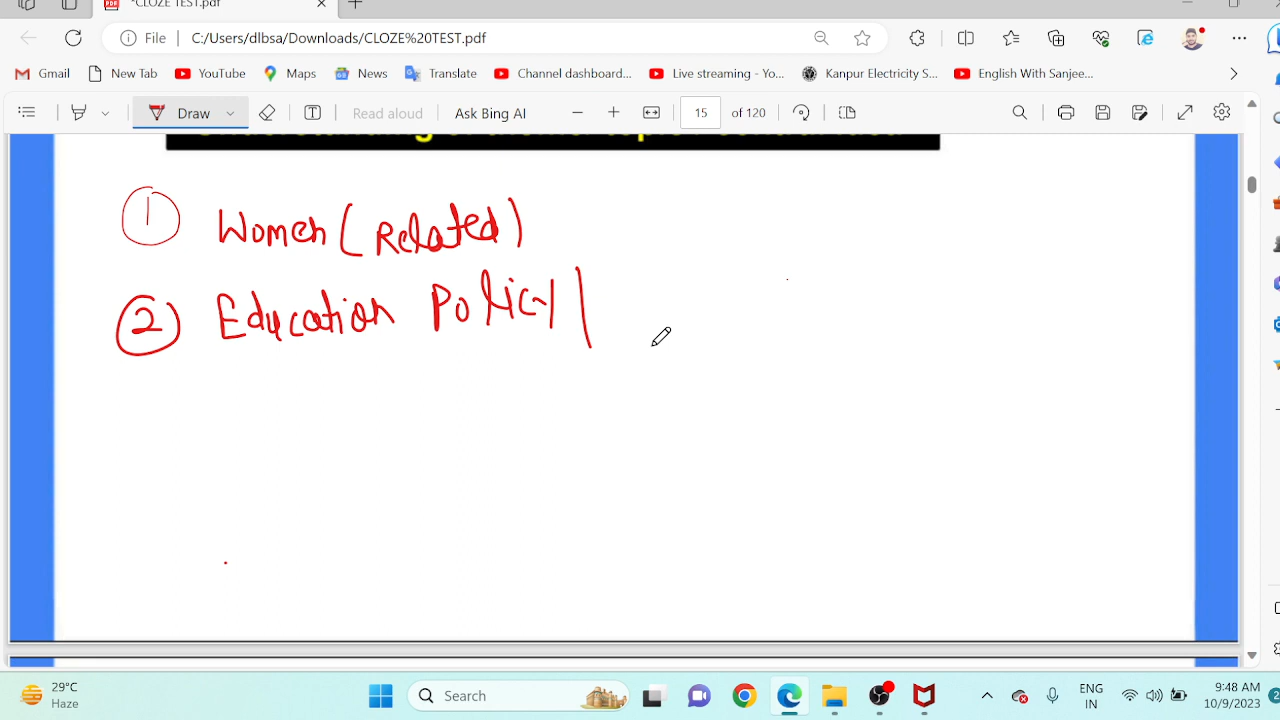 *CLOZE TEST.pdf
File C:/Users/dlbsa/Downloads/CLOZE%20TEST.pdf
Gmail New Tab YouTube Maps News Translate Channel dashboard... Live streaming - Yo... Kanpur Electricity S... English With Sanjee...
Draw Read aloud Ask Bing AI 15 of 120
1 Women (Related)
2 Education Policy |
29°C
Haze
Search
ENG
IN
9:48 AM
10/9/2023